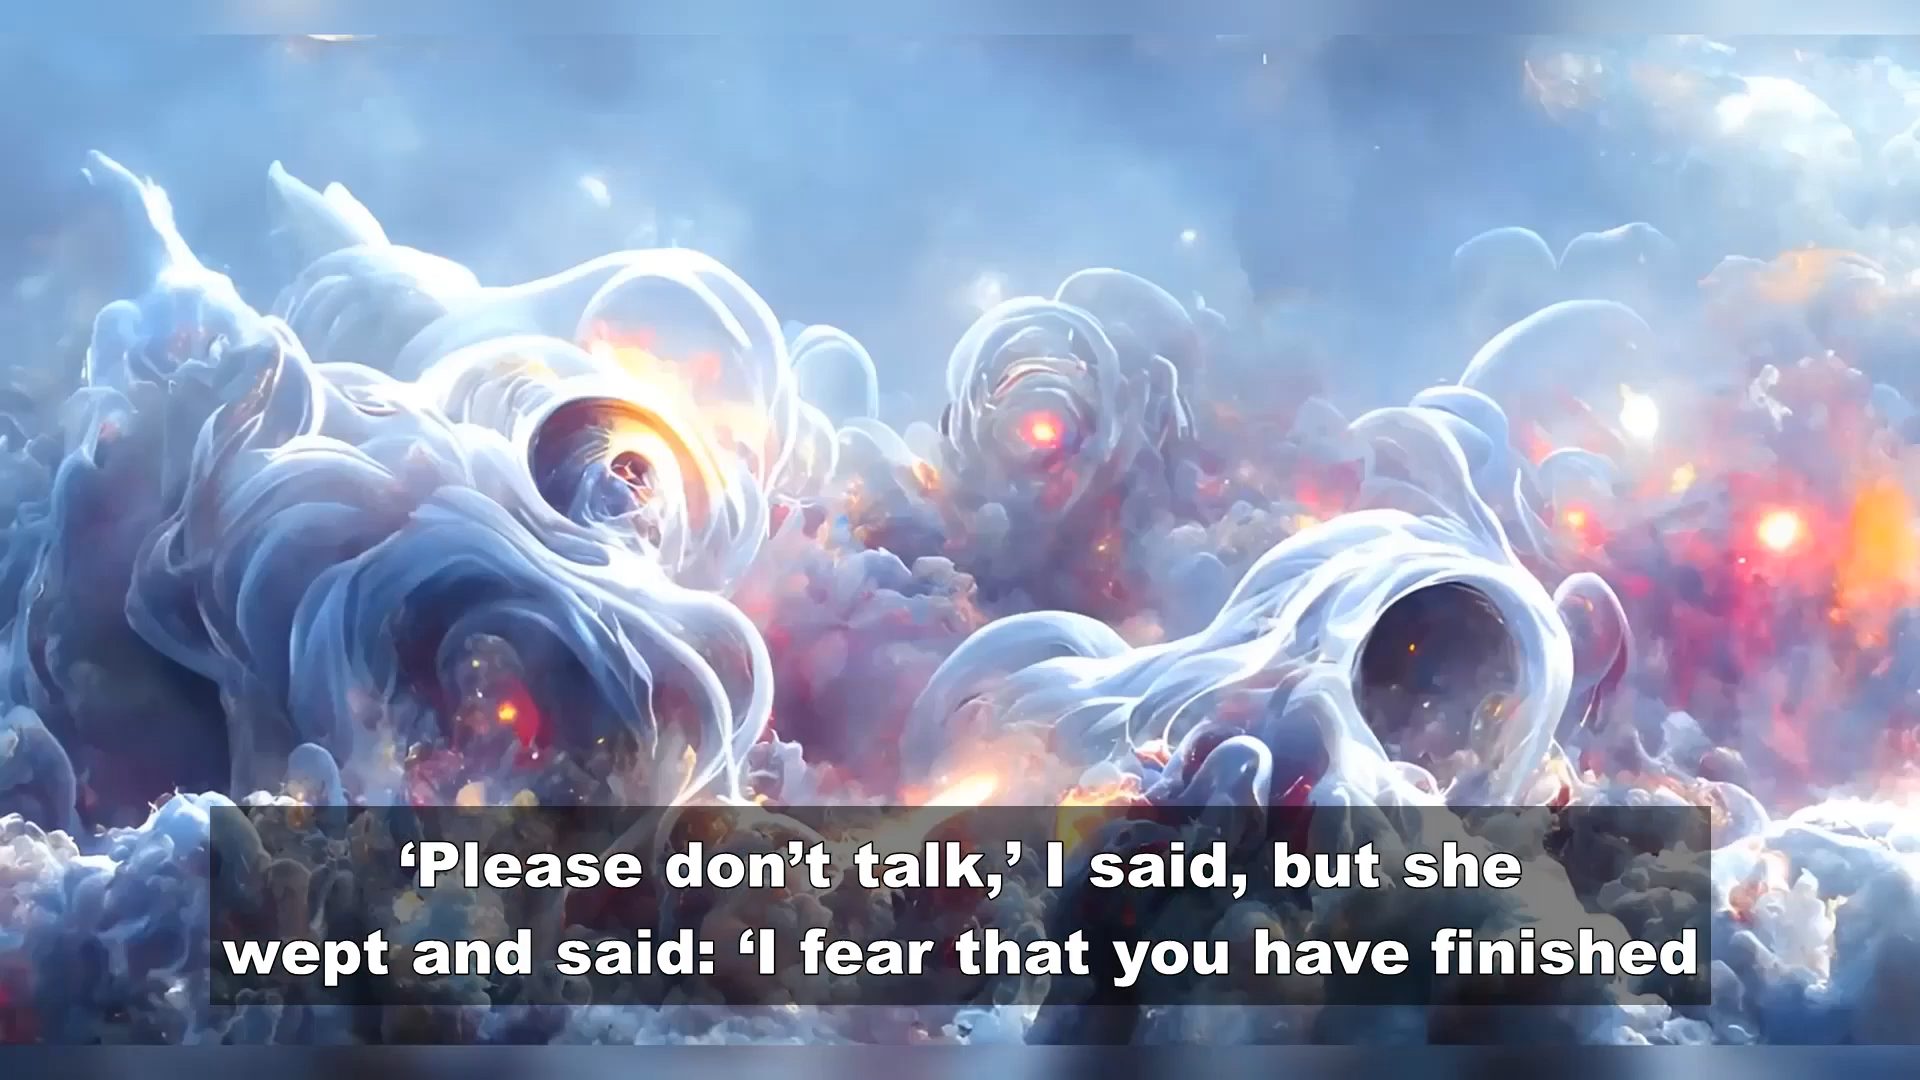 ‘Please don’t talk,’ I said, but she
wept and said: ‘I fear that you have finished